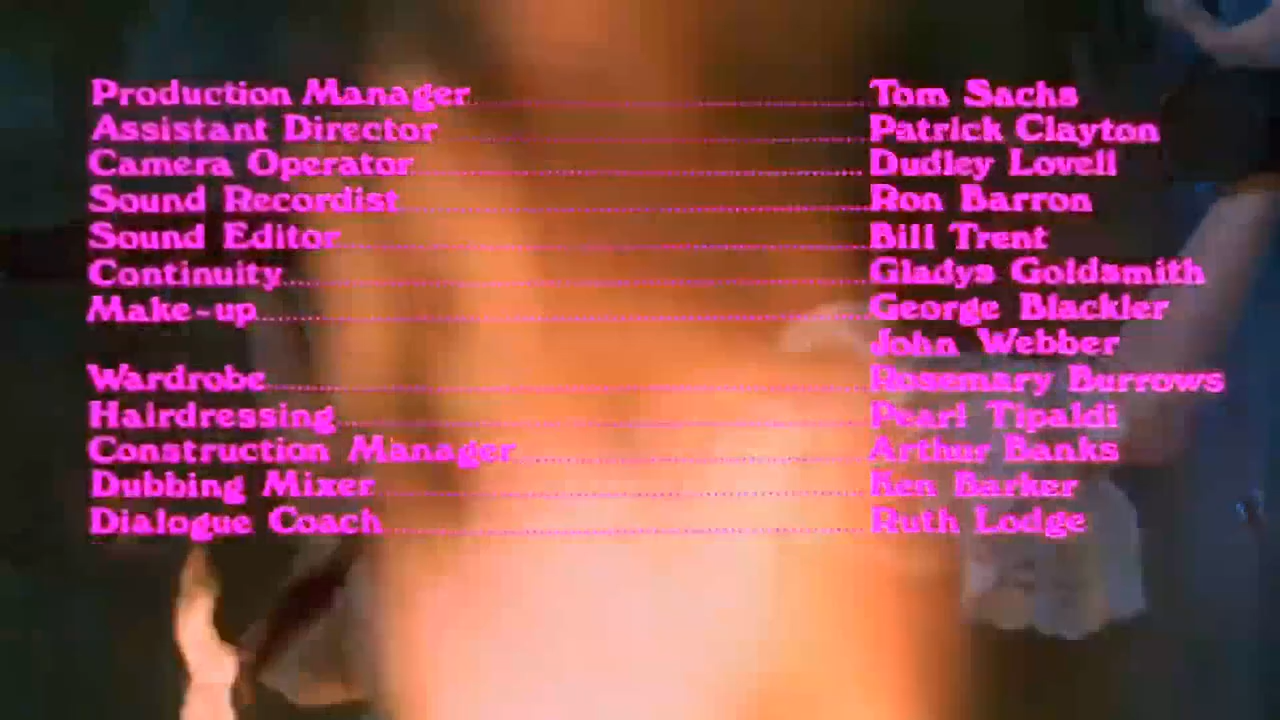 Production Manager Tom Sachs
Assistant Director Patrick Clayton
Camera Operator Dudley Lovell
Sound Recordist Ron Barron
Sound Editor Bill Trent
Continuity Gladys Goldsmith
Make-up George Blackler
John Webber
Wardrobe Rosemary Burrows
Hairdressing Pearl Tipaldi
Construction Manager Arthur Banks
Dubbing Mixer Ken Barker
Dialogue Coach Ruth Lodge